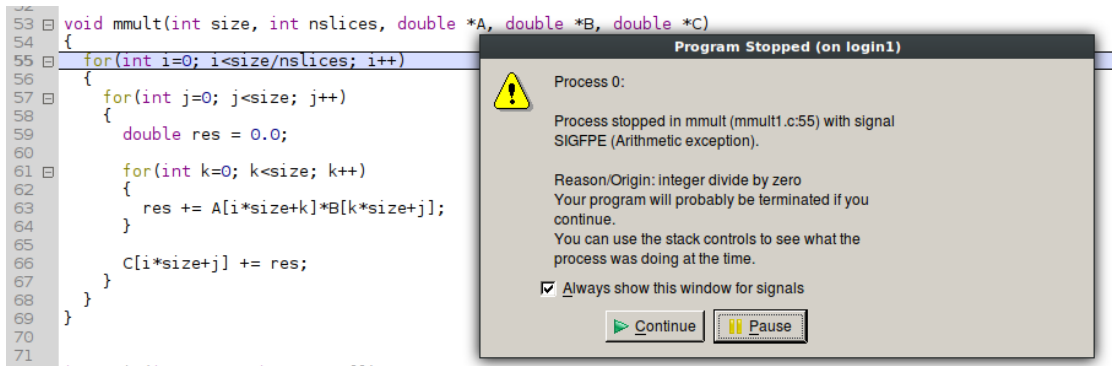 53 void mmult(int size, int nslices, double *A, double *B, double *C)
54 {
55 for(int i=0; i<size/nslices; i++)
56 {
57 for(int j=0; j<size; j++)
58 {
59 double res = 0.0;
60
61 for(int k=0; k<size; k++)
62 {
63 res += A[i*size+k]*B[k*size+j];
64 }
65
66 C[i*size+j] += res;
67 }
68 }
69 }
70
71
Program Stopped (on login1)
Process 0:
Process stopped in mmult (mmult1.c:55) with signal
SIGFPE (Arithmetic exception).
Reason/Origin: integer divide by zero
Your program will probably be terminated if you
continue.
You can use the stack controls to see what the
process was doing at the time.
Always show this window for signals
Continue
Pause